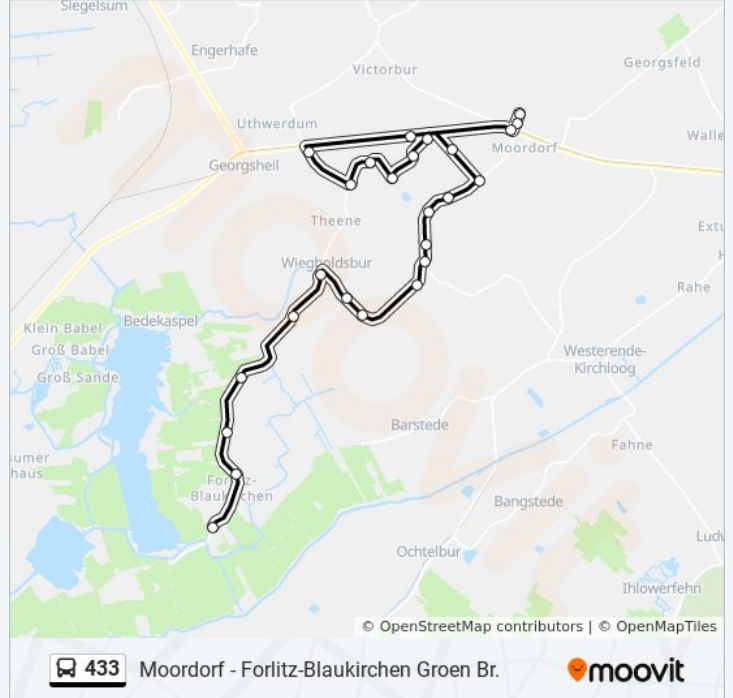 Siegelsum
Engerhafe
Georgsfeld
Victorbur
Uthwerdum
Walle
Moordorf
Georgsheil
Theene
Extu
Wiegboldsbur
H
Rahe
Bedekaspel
Klein Babel
Groß Babel
Westerende-
Kirchloog
Groß Sande
Barstede
Fahne
sumer
haus
Forlitz-
Blaukirchen
Bangstede
Ludw
Ochtelbur
Ihlowerfehn
© OpenStreetMap contributors | © OpenMapTiles
433 Moordorf - Forlitz-Blaukirchen Groen Br. moovit